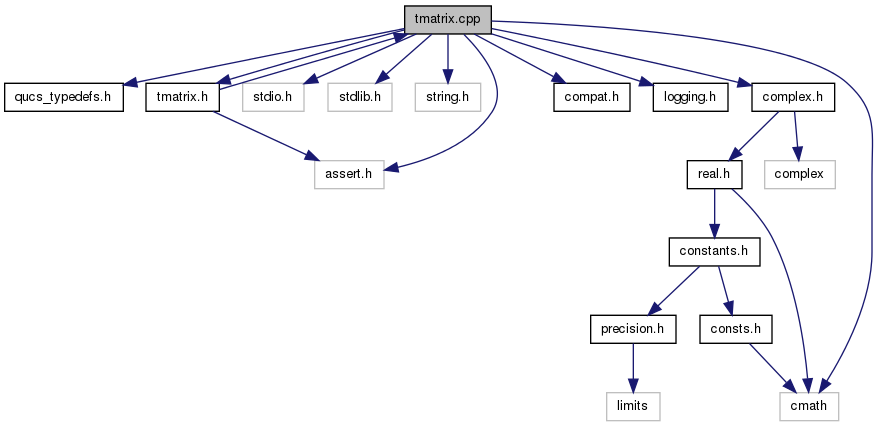 tmatrix.cpp
qucs_typedefs.h
tmatrix.h
stdio.h
stdlib.h
string.h
compat.h
logging.h
complex.h
assert.h
real.h
complex
constants.h
precision.h
consts.h
limits
cmath